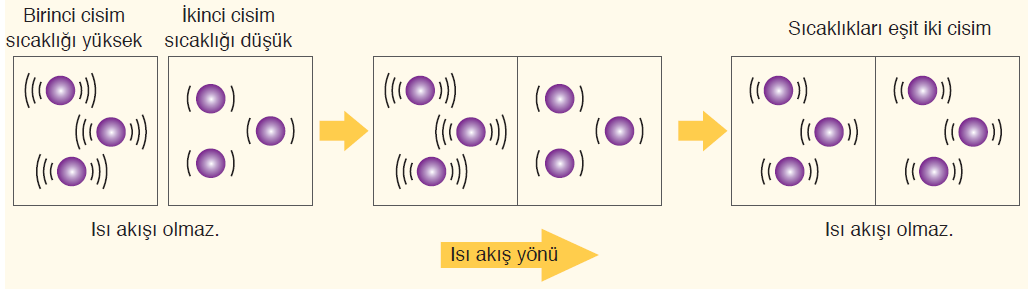 Birinci cisim
sıcaklığı yüksek
İkinci cisim
sıcaklığı düşük
Sıcaklıkları eşit iki cisim
Isı akışı olmaz.
Isı akış yönü
Isı akışı olmaz.